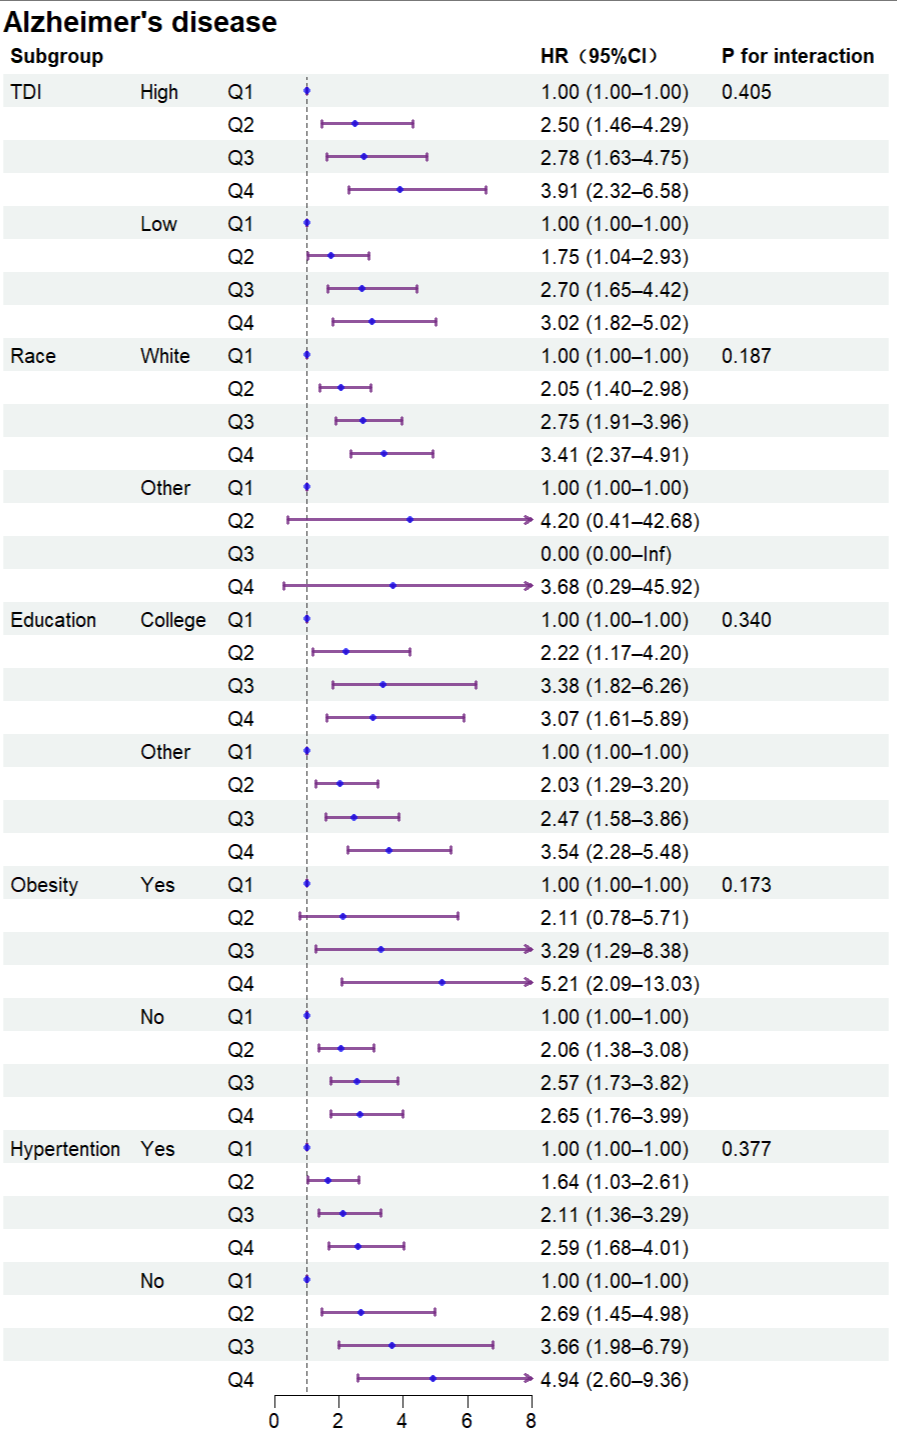 Alzheimer's disease
Subgroup HR（95%CI） P for interaction
TDI High Q1 1.00 (1.00–1.00) 0.405
Q2 2.50 (1.46–4.29)
Q3 2.78 (1.63–4.75)
Q4 3.91 (2.32–6.58)
Low Q1 1.00 (1.00–1.00)
Q2 1.75 (1.04–2.93)
Q3 2.70 (1.65–4.42)
Q4 3.02 (1.82–5.02)
Race White Q1 1.00 (1.00–1.00) 0.187
Q2 2.05 (1.40–2.98)
Q3 2.75 (1.91–3.96)
Q4 3.41 (2.37–4.91)
Other Q1 1.00 (1.00–1.00)
Q2 4.20 (0.41–42.68)
Q3 0.00 (0.00–Inf)
Q4 3.68 (0.29–45.92)
Education College Q1 1.00 (1.00–1.00) 0.340
Q2 2.22 (1.17–4.20)
Q3 3.38 (1.82–6.26)
Q4 3.07 (1.61–5.89)
Other Q1 1.00 (1.00–1.00)
Q2 2.03 (1.29–3.20)
Q3 2.47 (1.58–3.86)
Q4 3.54 (2.28–5.48)
Obesity Yes Q1 1.00 (1.00–1.00) 0.173
Q2 2.11 (0.78–5.71)
Q3 3.29 (1.29–8.38)
Q4 5.21 (2.09–13.03)
No Q1 1.00 (1.00–1.00)
Q2 2.06 (1.38–3.08)
Q3 2.57 (1.73–3.82)
Q4 2.65 (1.76–3.99)
Hypertention Yes Q1 1.00 (1.00–1.00) 0.377
Q2 1.64 (1.03–2.61)
Q3 2.11 (1.36–3.29)
Q4 2.59 (1.68–4.01)
No Q1 1.00 (1.00–1.00)
Q2 2.69 (1.45–4.98)
Q3 3.66 (1.98–6.79)
Q4 4.94 (2.60–9.36)
0 2 4 6 8